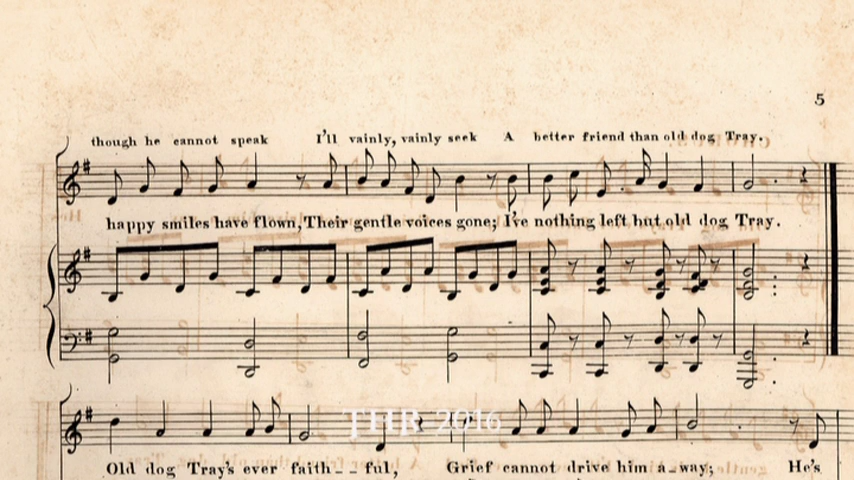 5
though he cannot speak I'll vainly, vainly seek A better friend than old dog Tray.
happy smiles have flown, Their gentle voices gone; I've nothing left but old dog Tray.
THR 2016
Old dog Tray's ever faith--ful, Grief cannot drive him a-way; He's